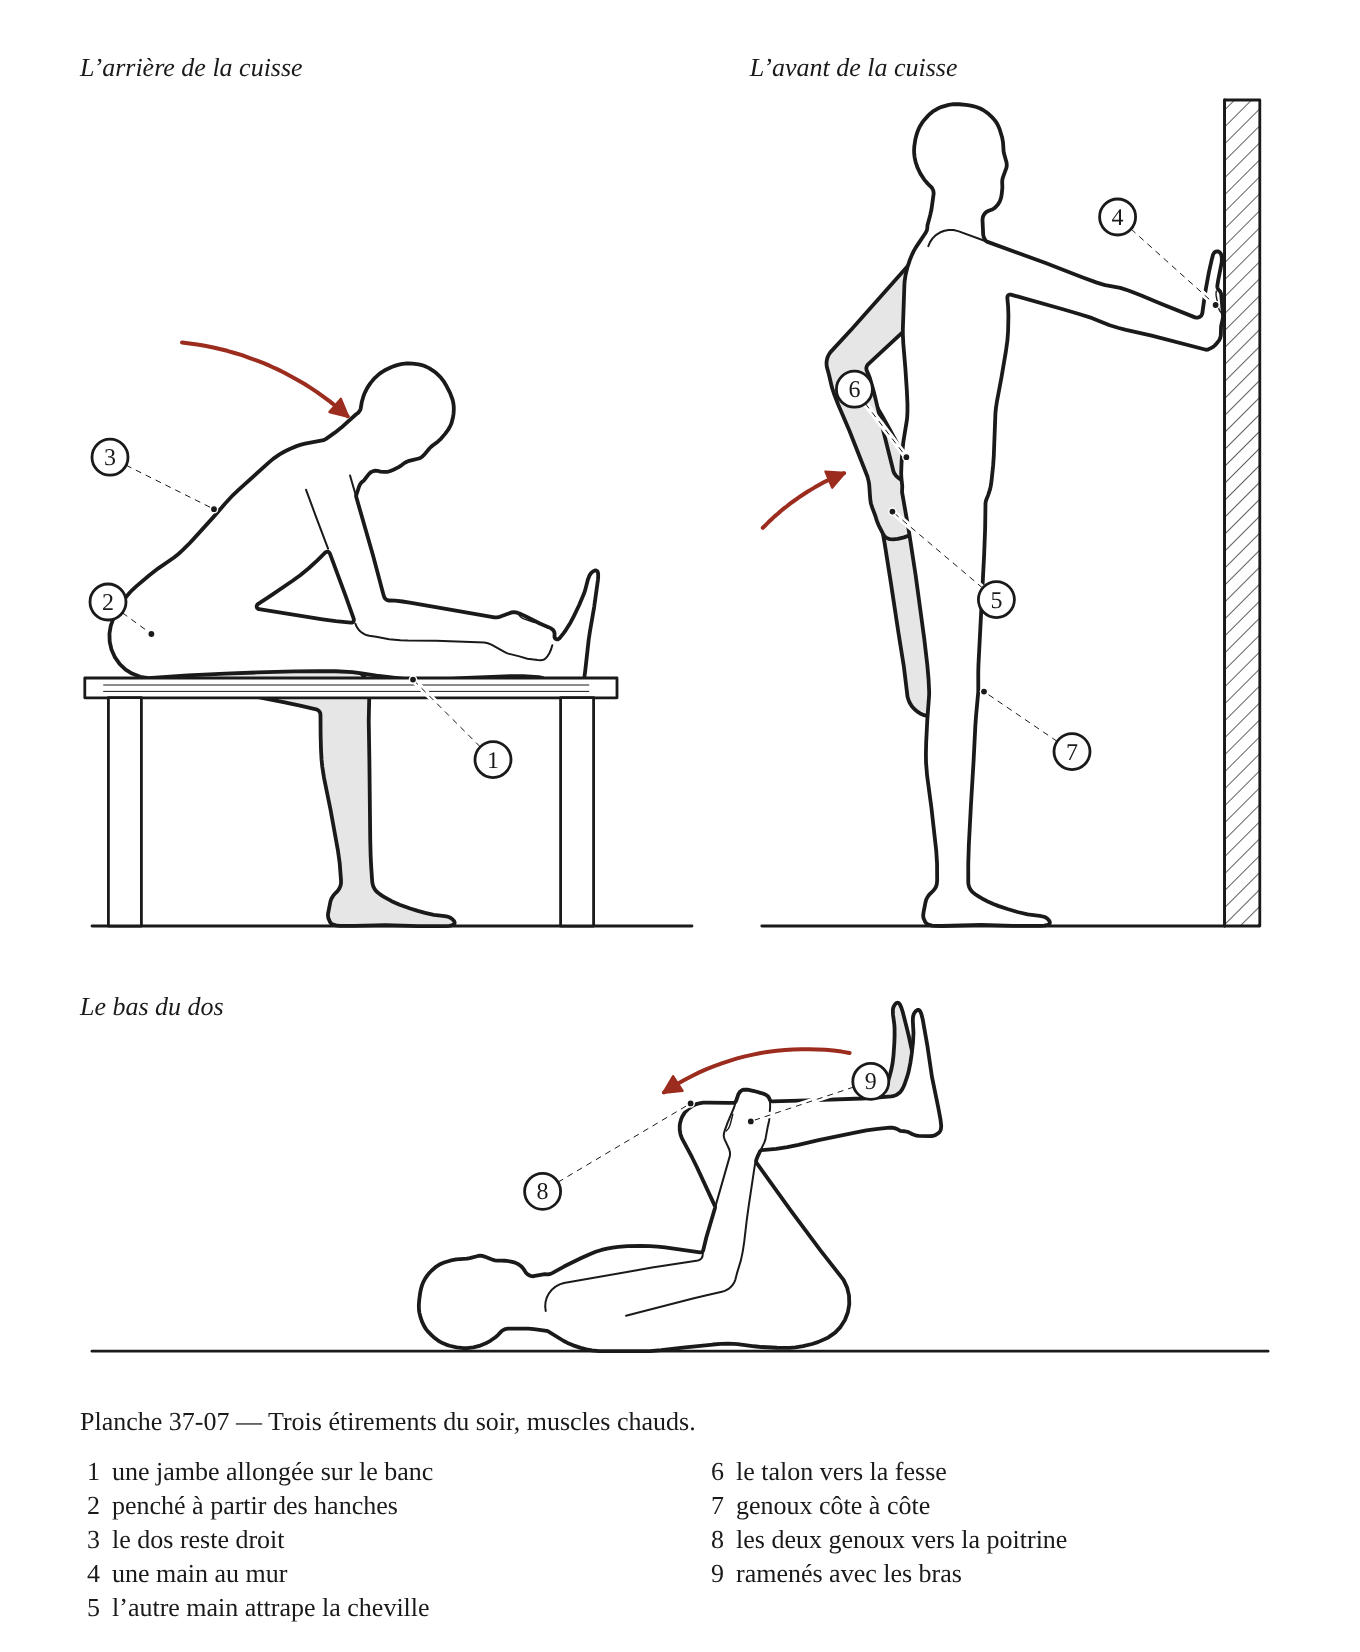 L’arrière de la cuisse
L’avant de la cuisse
4
6
3
2
5
1
7
Le bas du dos
9
8
Planche 37-07 — Trois étirements du soir, muscles chauds.
1 une jambe allongée sur le banc
2 penché à partir des hanches
3 le dos reste droit
4 une main au mur
5 l’autre main attrape la cheville
6 le talon vers la fesse
7 genoux côte à côte
8 les deux genoux vers la poitrine
9 ramenés avec les bras